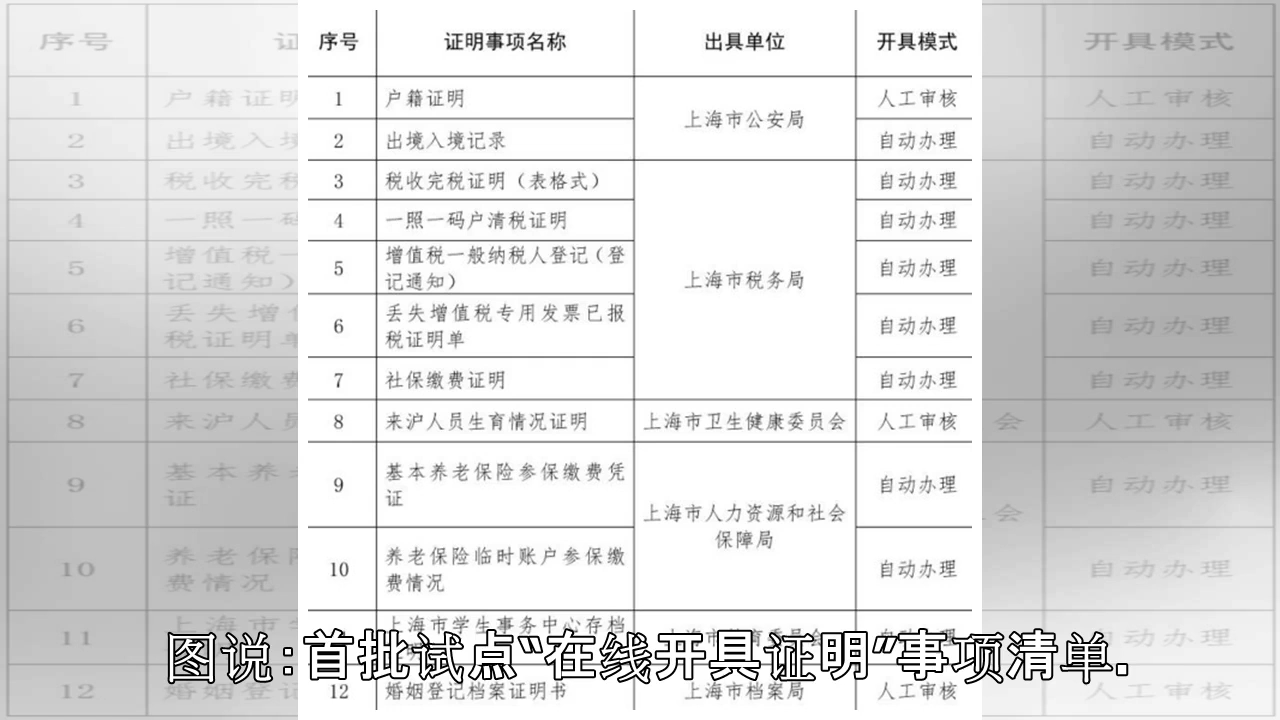 序号 证明事项名称 出具单位 开具模式
1 户籍证明 上海市公安局 人工审核
2 出境入境记录 自动办理
3 税收完税证明（表格式） 自动办理
4 一照一码户清税证明 自动办理
5 增值税一般纳税人登记（登
记通知） 上海市税务局 自动办理
6 丢失增值税专用发票已报
税证明单 自动办理
7 社保缴费证明 自动办理
8 来沪人员生育情况证明 上海市卫生健康委员会 人工审核
9 基本养老保险参保缴费凭
证 自动办理
上海市人力资源和社会
保障局
10 养老保险临时账户参保缴
费情况 自动办理
上海市学生事务中心存档
图说:首批试点“在线开具证明”事项清单.
12 婚姻登记档案证明书 上海市档案局 人工审核